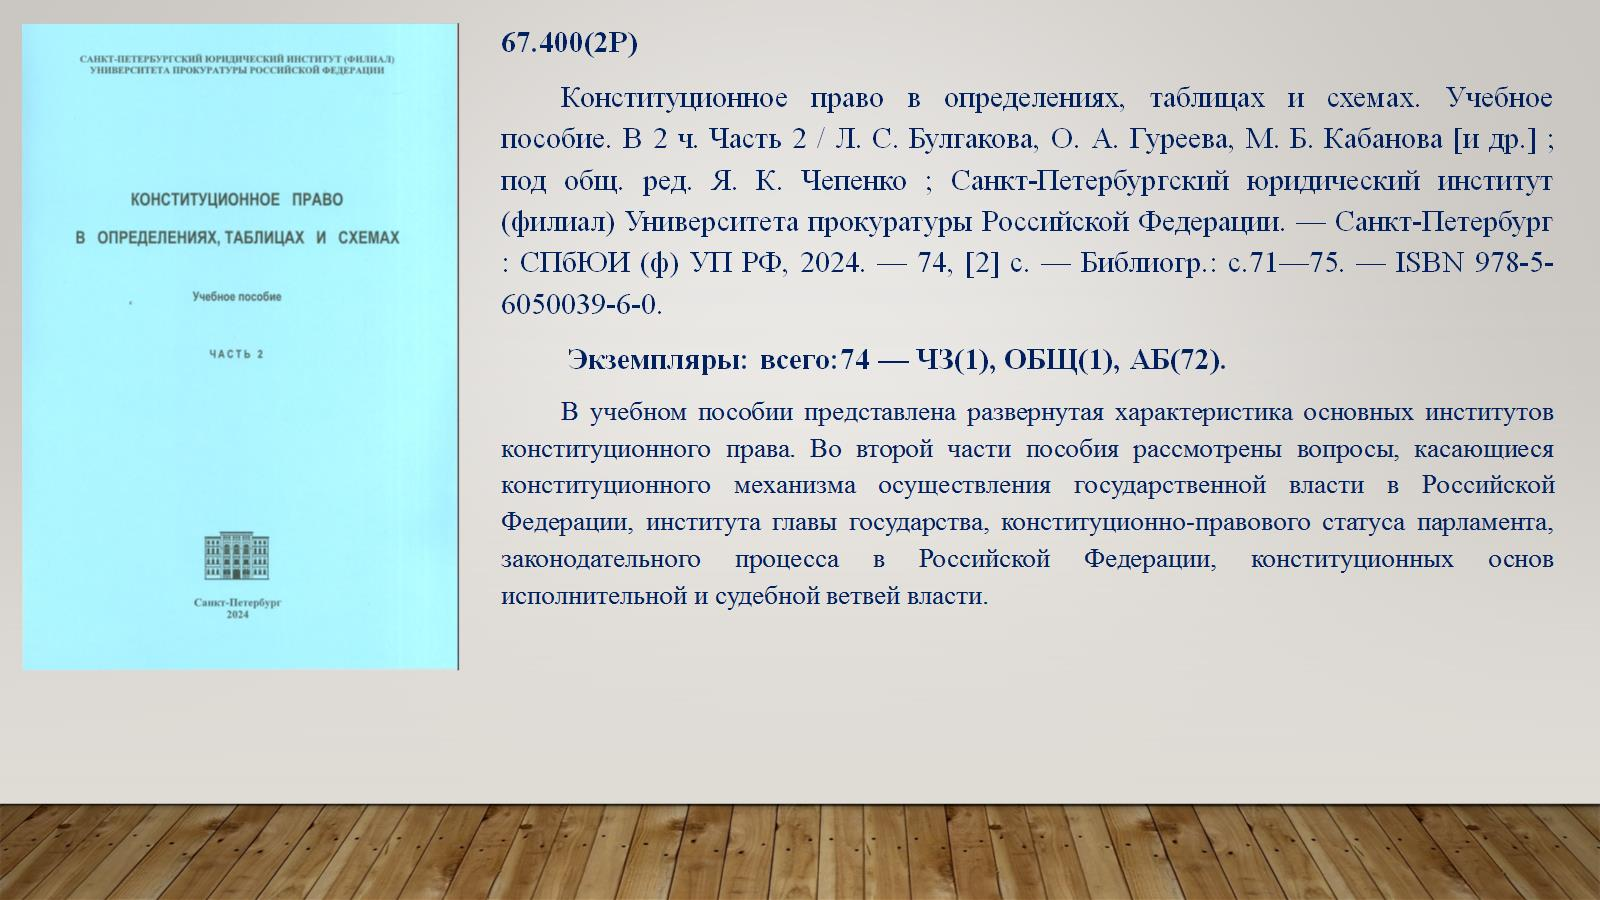 САНКТ-ПЕТЕРБУРГСКИЙ ЮРИДИЧЕСКИЙ ИНСТИТУТ (ФИЛИАЛ)
УНИВЕРСИТЕТА ПРОКУРАТУРЫ РОССИЙСКОЙ ФЕДЕРАЦИИ
КОНСТИТУЦИОННОЕ ПРАВО
В ОПРЕДЕЛЕНИЯХ, ТАБЛИЦАХ И СХЕМАХ
Учебное пособие
ЧАСТЬ 2
Санкт-Петербург
2024
67.400(2Р)
Конституционное право в определениях, таблицах и схемах. Учебное
пособие. В 2 ч. Часть 2 / Л. С. Булгакова, О. А. Гуреева, М. Б. Кабанова [и др.] ;
под общ. ред. Я. К. Чепенко ; Санкт-Петербургский юридический институт
(филиал) Университета прокуратуры Российской Федерации. — Санкт-Петербург
: СПбЮИ (ф) УП РФ, 2024. — 74, [2] с. — Библиогр.: с.71—75. — ISBN 978-5-
6050039-6-0.
Экземпляры: всего:74 — ЧЗ(1), ОБЩ(1), АБ(72).
В учебном пособии представлена развернутая характеристика основных институтов
конституционного права. Во второй части пособия рассмотрены вопросы, касающиеся
конституционного механизма осуществления государственной власти в Российской
Федерации, института главы государства, конституционно-правового статуса парламента,
законодательного процесса в Российской Федерации, конституционных основ
исполнительной и судебной ветвей власти.